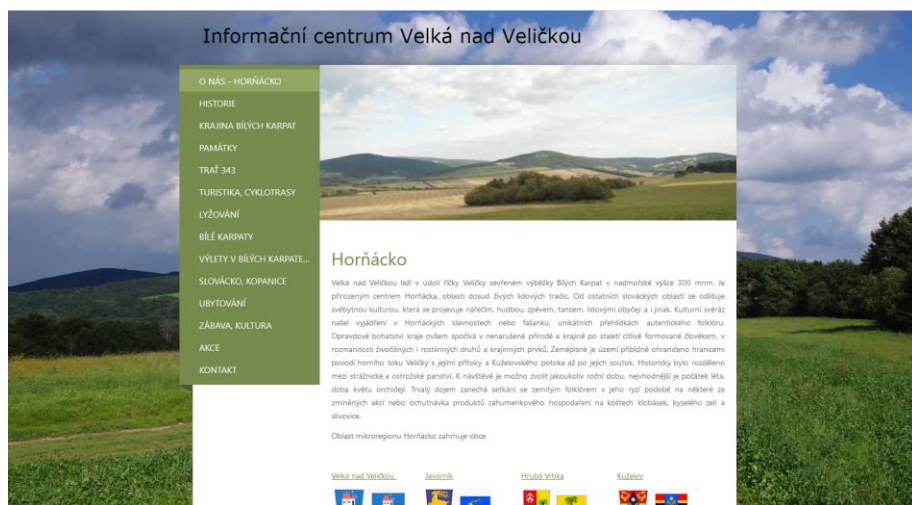 Informační centrum Velká nad Veličkou
O NÁS - HORŇÁCKO
HISTORIE
KRAJINA BÍLÝCH KARPAT
PAMÁTKY
TRAŤ 343
TURISTIKA, CYKLOTRASY
LYŽOVÁNÍ
BÍLÉ KARPATY
VÝLETY V BÍLÝCH KARPATE...
SLOVÁCKO, KOPANICE
UBYTOVÁNÍ
ZÁBAVA, KULTURA
AKCE
KONTAKT
Horňácko
Velká nad Veličkou leží v údolí říčky Veličky sevřeném výběžky Bílých Karpat v nadmořské výšce 300 mnm. Je
přirozeným centrem Horňácka, oblasti dosud živých lidových tradic. Od ostatních slováckých oblastí se odlišuje
svébytnou kulturou, která se projevuje nářečím, hudbou, zpěvem, tancem, lidovými obyčeji a i jinak. Kulturní svéráz
našel vyjádření v Horňáckých slavnostech nebo fašanku, unikátních přehlídkách autentického folklóru.
Opravdové bohatství kraje ovšem spočívá v nenarušené přírodě a krajině po staletí citlivě formované člověkem, v
rozmanitosti živočišných i rostlinných druhů a krajinných prvků. Zeměpisně je území přibližně ohraničeno hranicemi
povodí horního toku Veličky s jejími přítoky a Kuželovského potoka až po jejich soutok. Historicky bylo rozděleno
mezi strážnické a ostrožské panství. K návštěvě je možno zvolit jakoukoliv roční dobu, nejvhodnější je počátek léta,
doba květu orchidejí. Trvalý dojem zanechá setkání se zemitým folklórem v jeho ryzí podobě na některé ze
zmíněných akcí nebo ochutnávka produktů záhumenkového hospodaření na koštech klobásek, kyselého zelí a
slivovice.
Oblast mikroregionu Horňácko zahrnuje obce
Velká nad Veličkou Javorník Hrubá Vrbka Kuželov